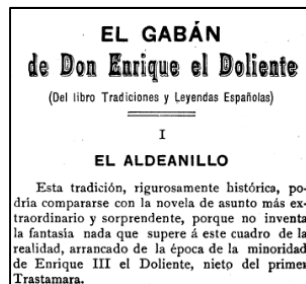 EL GABÁN
de Don Enrique el Doliente
(Del libro Tradiciones y Leyendas Españolas)
I
EL ALDEANILLO
Esta tradición, rigurosamente histórica, po-
dría compararse con la novela de asunto más ex-
traordinario y sorprendente, porque no inventa
la fantasía nada que supere á este cuadro de la
realidad, arrancado de la época de la minoridad
de Enrique III el Doliente, nieto del primer
Trastamara.